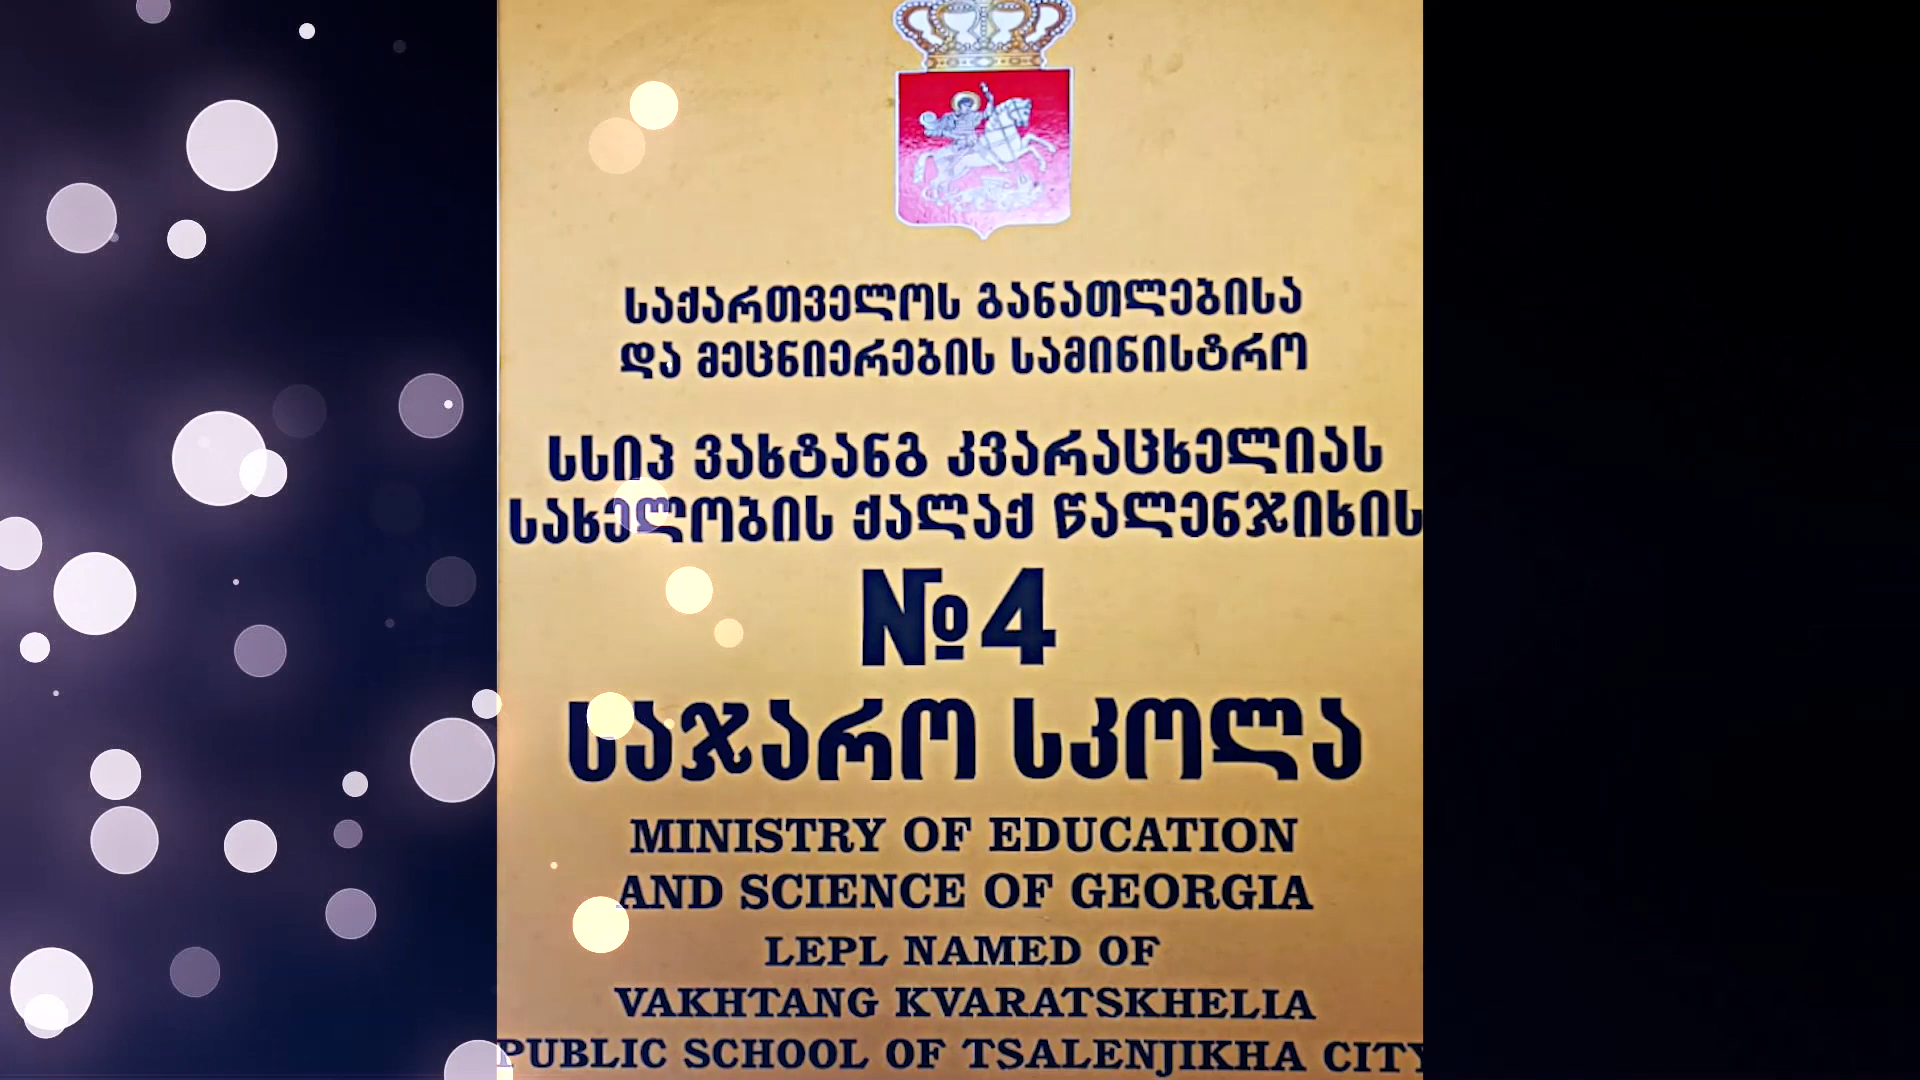 საქართველოს განათლებისა
და მეცნიერების სამინისტრო
სსიპ ვახტანგ კვარაცხელიას
სახელობის ქალაქ წალენჯიხის
№4
საჯარო სკოლა
MINISTRY OF EDUCATION
AND SCIENCE OF GEORGIA
LEPL NAMED OF
VAKHTANG KVARATSKHELIA
PUBLIC SCHOOL OF TSALENJIKHA CITY